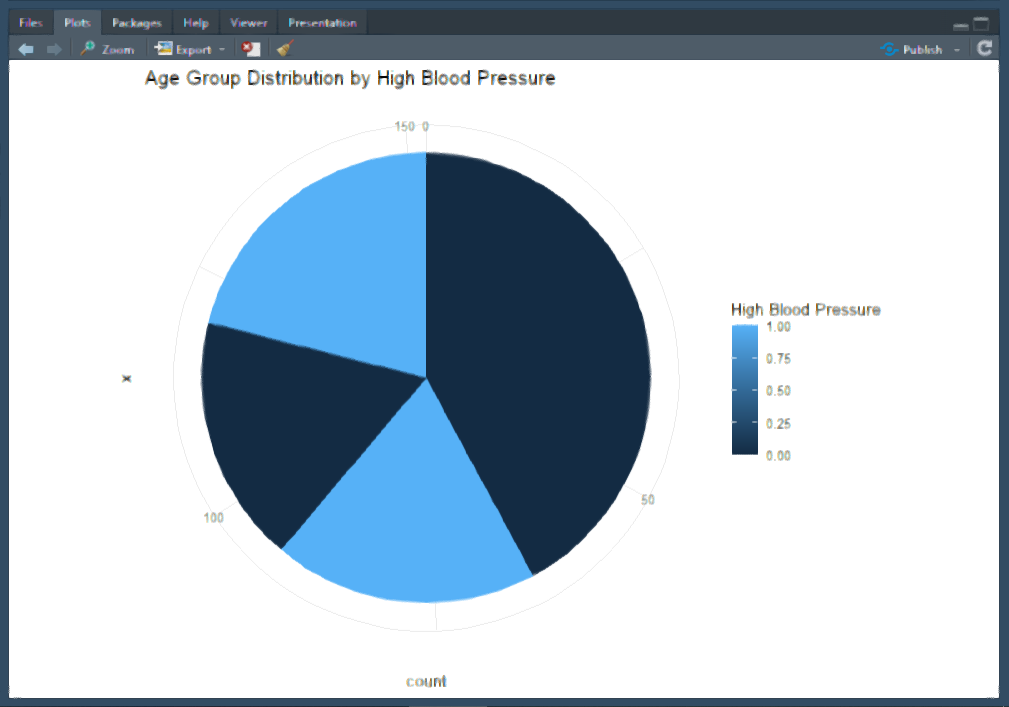 Files Plots Packages Help Viewer Presentation
Zoom Export Publish
Age Group Distribution by High Blood Pressure
150 0
High Blood Pressure
1.00
0.75
x
0.50
0.25
0.00
50
100
count